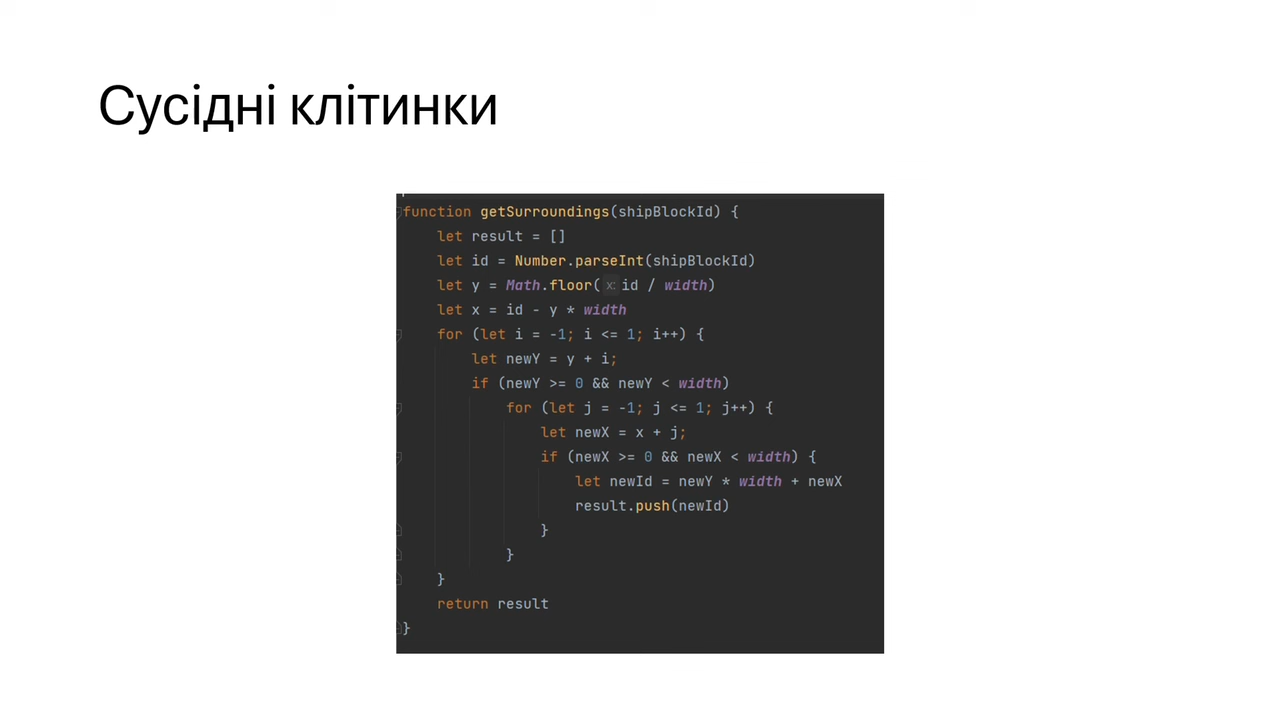 Сусідні клітинки
function getSurroundings(shipBlockId) {
let result = []
let id = Number.parseInt(shipBlockId)
let y = Math.floor( x: id / width)
let x = id - y * width
for (let i = -1; i <= 1; i++) {
let newY = y + i;
if (newY >= 0 && newY < width)
for (let j = -1; j <= 1; j++) {
let newX = x + j;
if (newX >= 0 && newX < width) {
let newId = newY * width + newX
result.push(newId)
}
}
}
return result
}